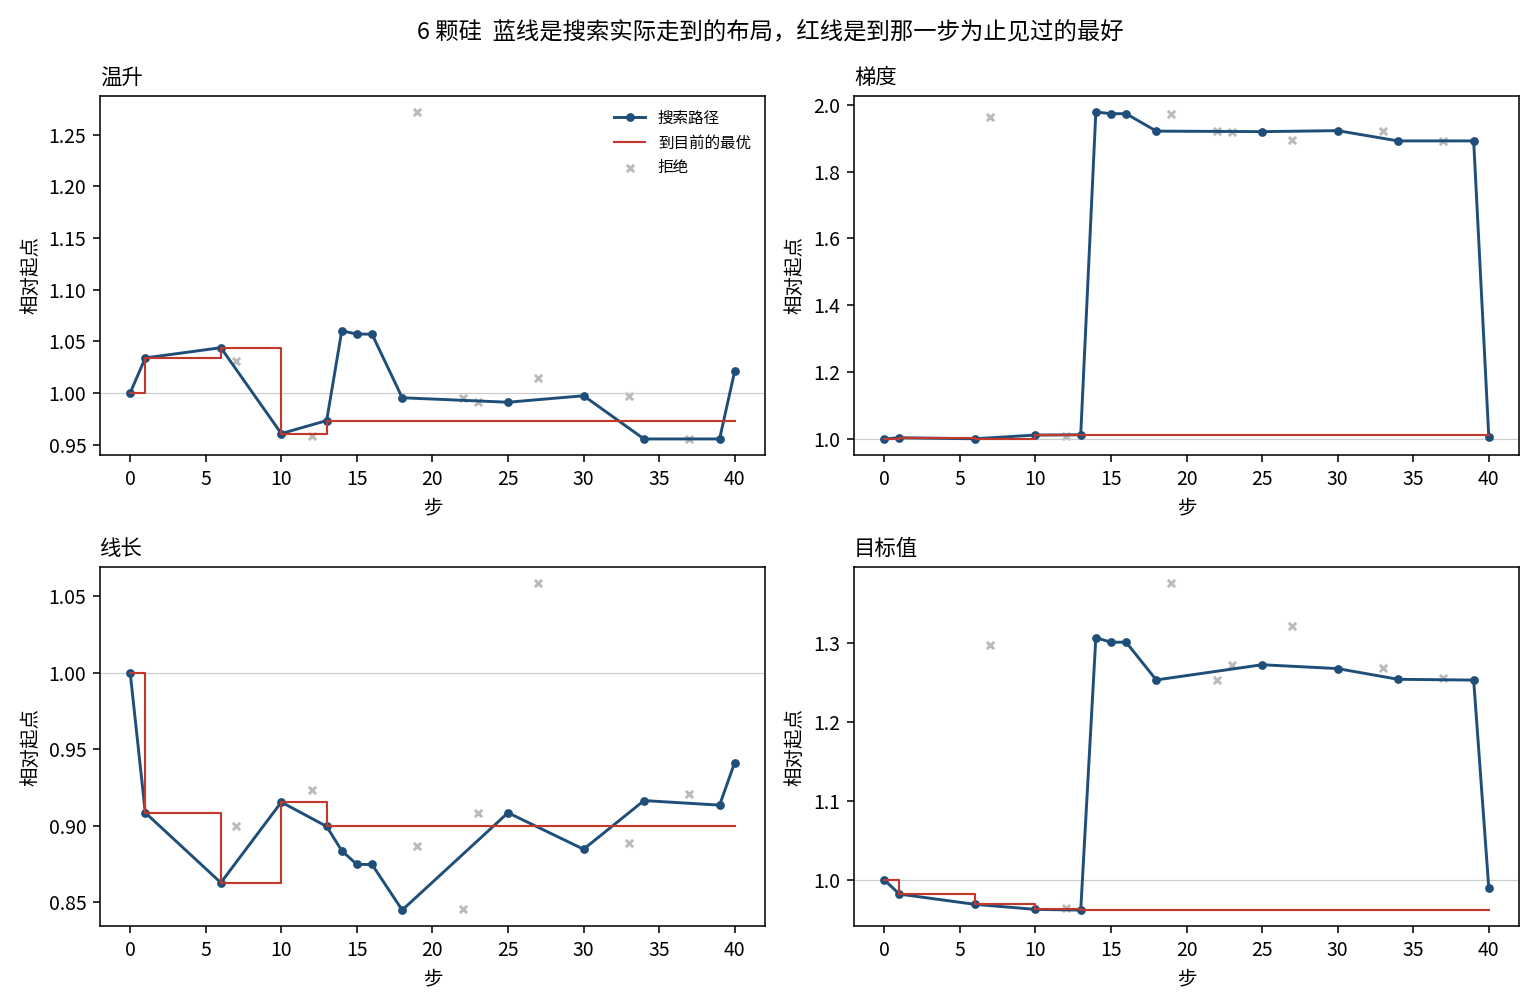 6 颗硅  蓝线是搜索实际走到的布局，红线是到那一步为止见过的最好
温升
相对起点
1.25
1.20
1.15
1.10
1.05
1.00
0.95
搜索路径
到目前的最优
拒绝
0 5 10 15 20 25 30 35 40
步
梯度
相对起点
2.0
1.8
1.6
1.4
1.2
1.0
0 5 10 15 20 25 30 35 40
步
线长
相对起点
1.05
1.00
0.95
0.90
0.85
0 5 10 15 20 25 30 35 40
步
目标值
相对起点
1.3
1.2
1.1
1.0
0 5 10 15 20 25 30 35 40
步